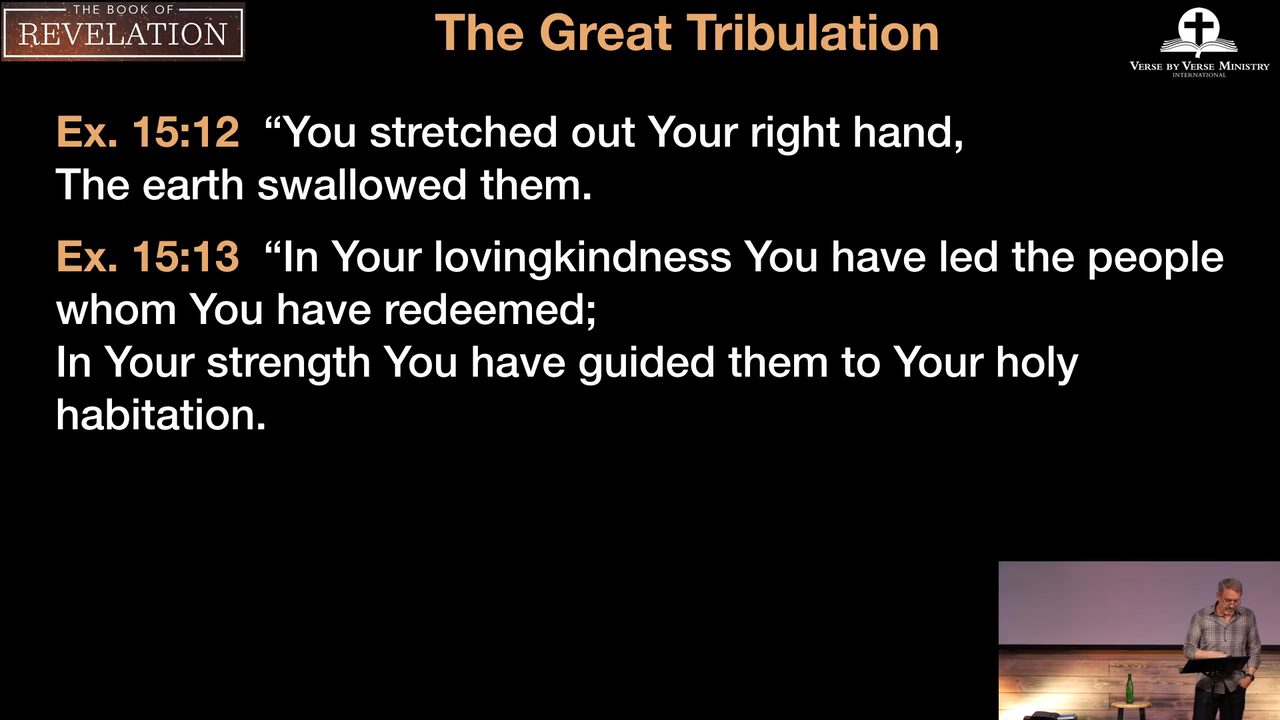 THE BOOK OF
REVELATION
The Great Tribulation
VERSE BY VERSE MINISTRY
INTERNATIONAL
Ex. 15:12 “You stretched out Your right hand,
The earth swallowed them.
Ex. 15:13 “In Your lovingkindness You have led the people
whom You have redeemed;
In Your strength You have guided them to Your holy
habitation.